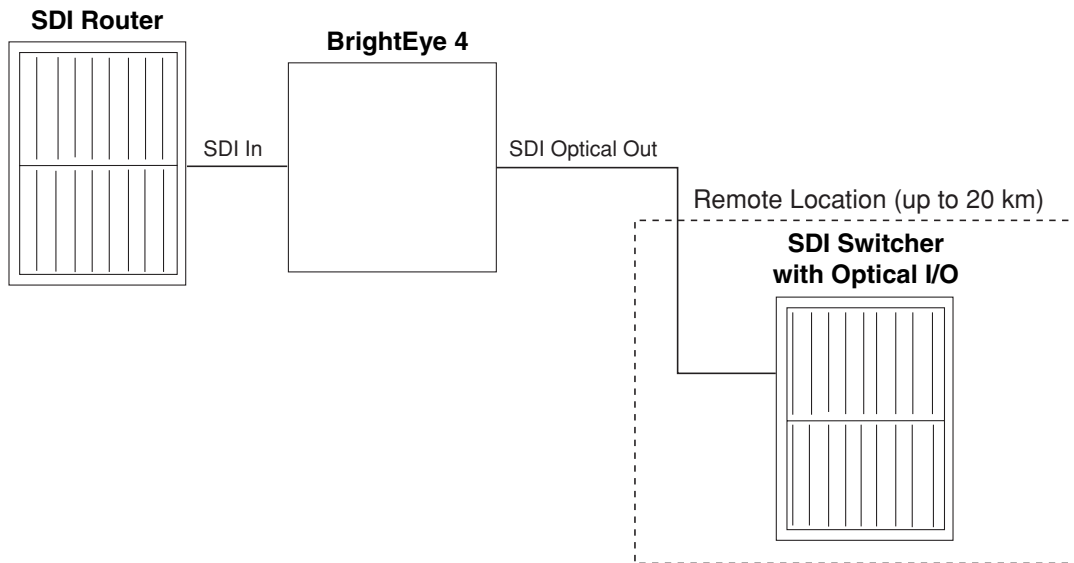 SDI Router
BrightEye 4
SDI In
SDI Optical Out
Remote Location (up to 20 km)
SDI Switcher
with Optical I/O